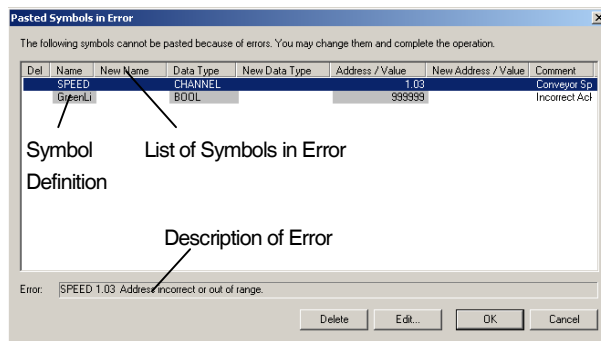 Pasted Symbols in Error
The following symbols cannot be pasted because of errors. You may change them and complete the operation.
Del Name New Name Data Type New Data Type Address / Value New Address / Value Comment
SPEED CHANNEL 1.03 Conveyor Sp
GreenLi BOOL 999999 Incorrect Ack
Symbol List of Symbols in Error
Definition
Description of Error
Error: SPEED 1.03 Address incorrect or out of range.
Delete Edit... OK Cancel